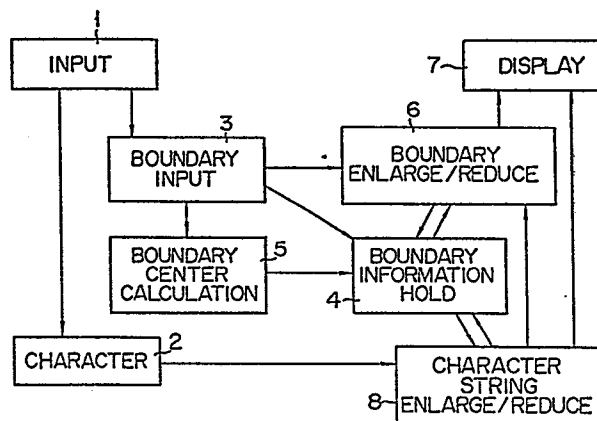 1
INPUT
7
DISPLAY
3
BOUNDARY
INPUT
6
BOUNDARY
ENLARGE/REDUCE
BOUNDARY
CENTER
CALCULATION
5
BOUNDARY
INFORMATION
HOLD
4
CHARACTER
2
CHARACTER
STRING
ENLARGE/REDUCE
8